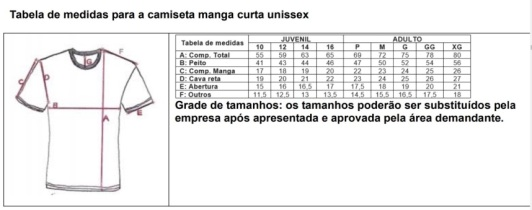 Tabela de medidas para a camiseta manga curta unissex
Tabela de medidas JUVENIL ADULTO
10 12 14 16 P M G GG XG
A: Comp. Total 55 59 63 65 69 72 75 78 80
B: Peito 41 43 44 46 47 50 52 54 56
C: Comp. Manga 17 18 19 20 22 23 24 25 26
D: Cava reta 19 20 21 22 23 24 25 26 27
E: Abertura 15 16 16,5 17 17,5 18 19 20 21
F: Outros 11,5 12,5 13 13,5 14,5 15,5 16,5 17,5 18
Grade de tamanhos: os tamanhos poderão ser substituídos pela
empresa após apresentada e aprovada pela área demandante.
F
G
C
D
B
A
E